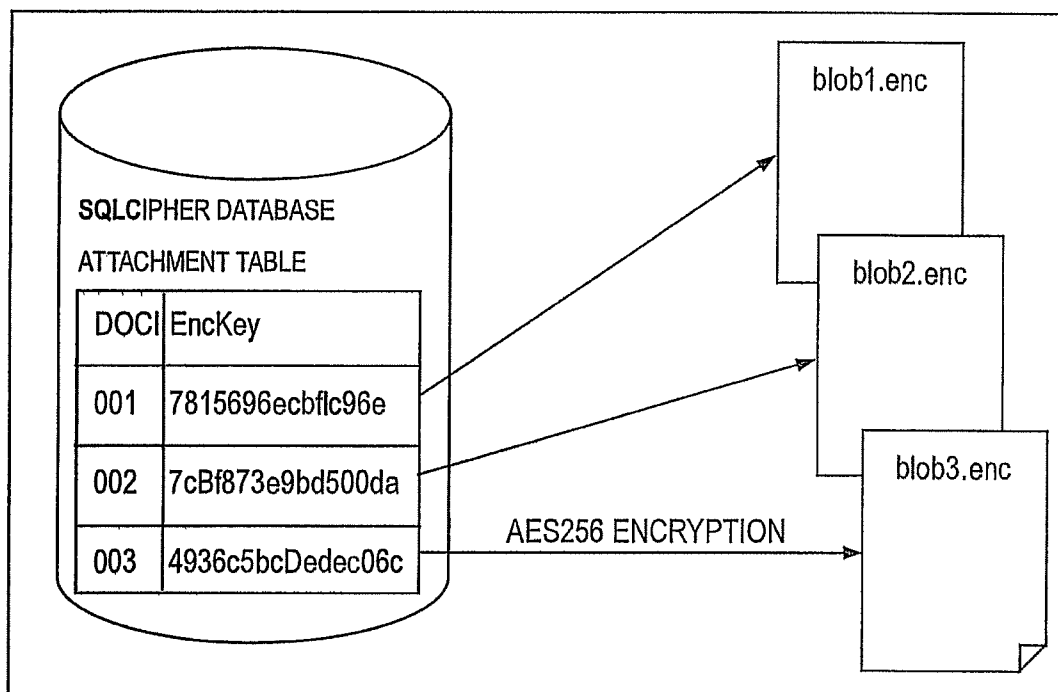 SQLCIPHER DATABASE
ATTACHMENT TABLE
DOCI EncKey
001 7815696ecbflc96e
002 7cBf873e9bd500da
003 4936c5bcDedec06c
AES256 ENCRYPTION
blob1.enc
blob2.enc
blob3.enc